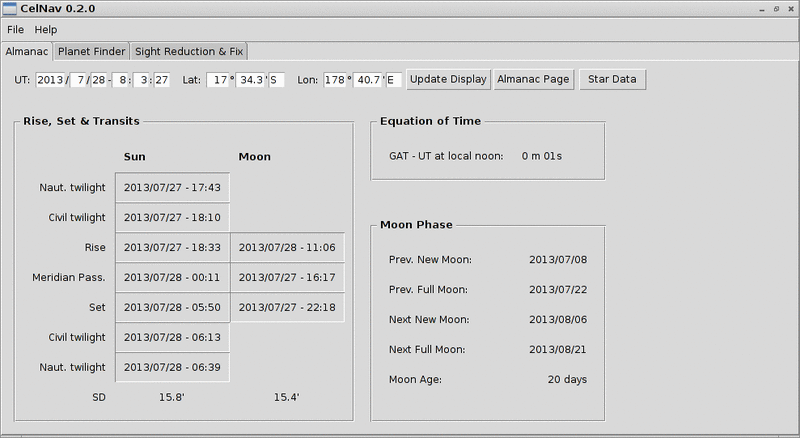 CelNav 0.2.0
File Help
Almanac Planet Finder Sight Reduction & Fix
UT: 2013 / 7 / 28 - 8 : 3 : 27 Lat: 17 ° 34.3 ' S Lon: 178 ° 40.7 ' E Update Display Almanac Page Star Data
Rise, Set & Transits
Sun Moon
Naut. twilight 2013/07/27 - 17:43
Civil twilight 2013/07/27 - 18:10
Rise 2013/07/27 - 18:33 2013/07/28 - 11:06
Meridian Pass. 2013/07/28 - 00:11 2013/07/27 - 16:17
Set 2013/07/28 - 05:50 2013/07/27 - 22:18
Civil twilight 2013/07/28 - 06:13
Naut. twilight 2013/07/28 - 06:39
SD 15.8' 15.4'
Equation of Time
GAT - UT at local noon: 0 m 01s
Moon Phase
Prev. New Moon: 2013/07/08
Prev. Full Moon: 2013/07/22
Next New Moon: 2013/08/06
Next Full Moon: 2013/08/21
Moon Age: 20 days